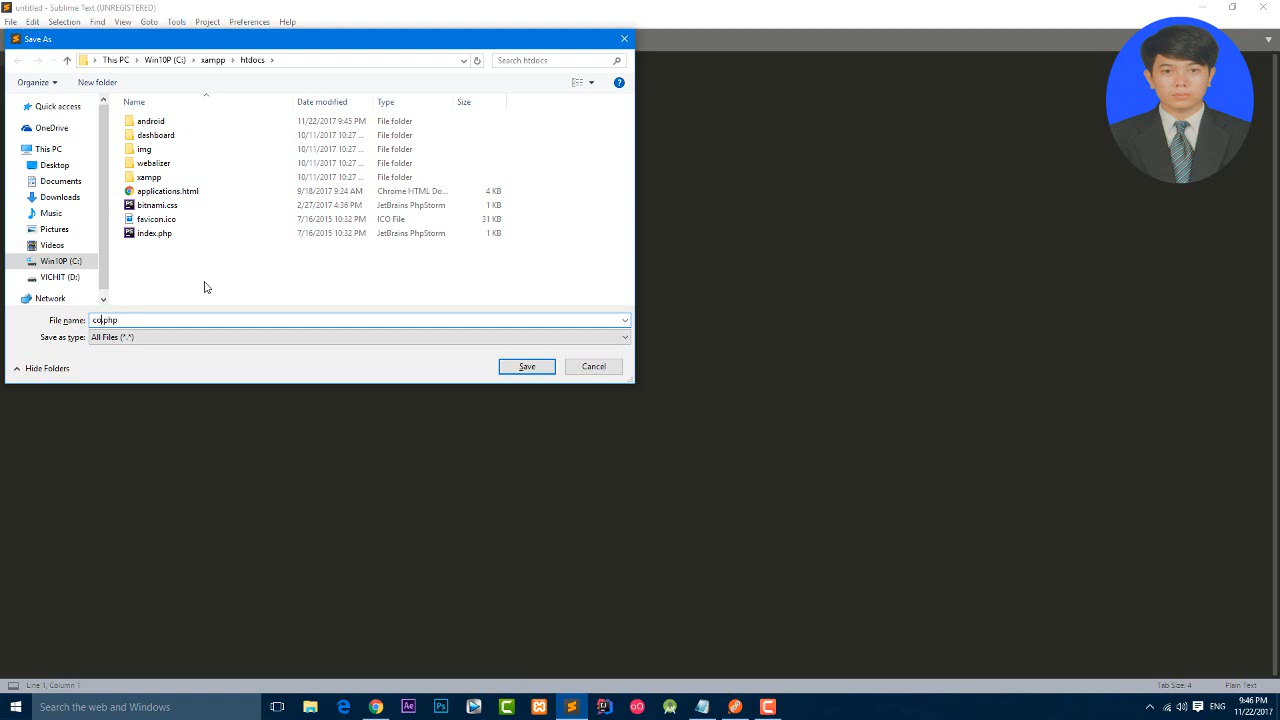 untitled - Sublime Text (UNREGISTERED)
File Edit Selection Find View Goto Tools Project Preferences Help
Save As
This PC > Win10P (C:) > xampp > htdocs >
Search htdocs
Organize
New folder
Quick access
OneDrive
This PC
Desktop
Documents
Downloads
Music
Pictures
Videos
Win10P (C:)
VICHIT (D:)
Network
Name Date modified Type Size
android 11/22/2017 9:45 PM File folder
dashboard 10/11/2017 10:27 ... File folder
img 10/11/2017 10:27 ... File folder
webalizer 10/11/2017 10:27 ... File folder
xampp 10/11/2017 10:27 ... File folder
applications.html 9/18/2017 9:24 AM Chrome HTML Do... 4 KB
bitnami.css 2/27/2017 4:36 PM JetBrains PhpStorm 1 KB
favicon.ico 7/16/2015 10:32 PM ICO File 31 KB
index.php 7/16/2015 10:32 PM JetBrains PhpStorm 1 KB
File name: co.php
Save as type: All Files (*.*)
Hide Folders
Save
Cancel
Line 1, Column 1
Tab Size: 4
Plain Text
Search the web and Windows
Ae
Ps
ENG
9:46 PM
11/22/2017